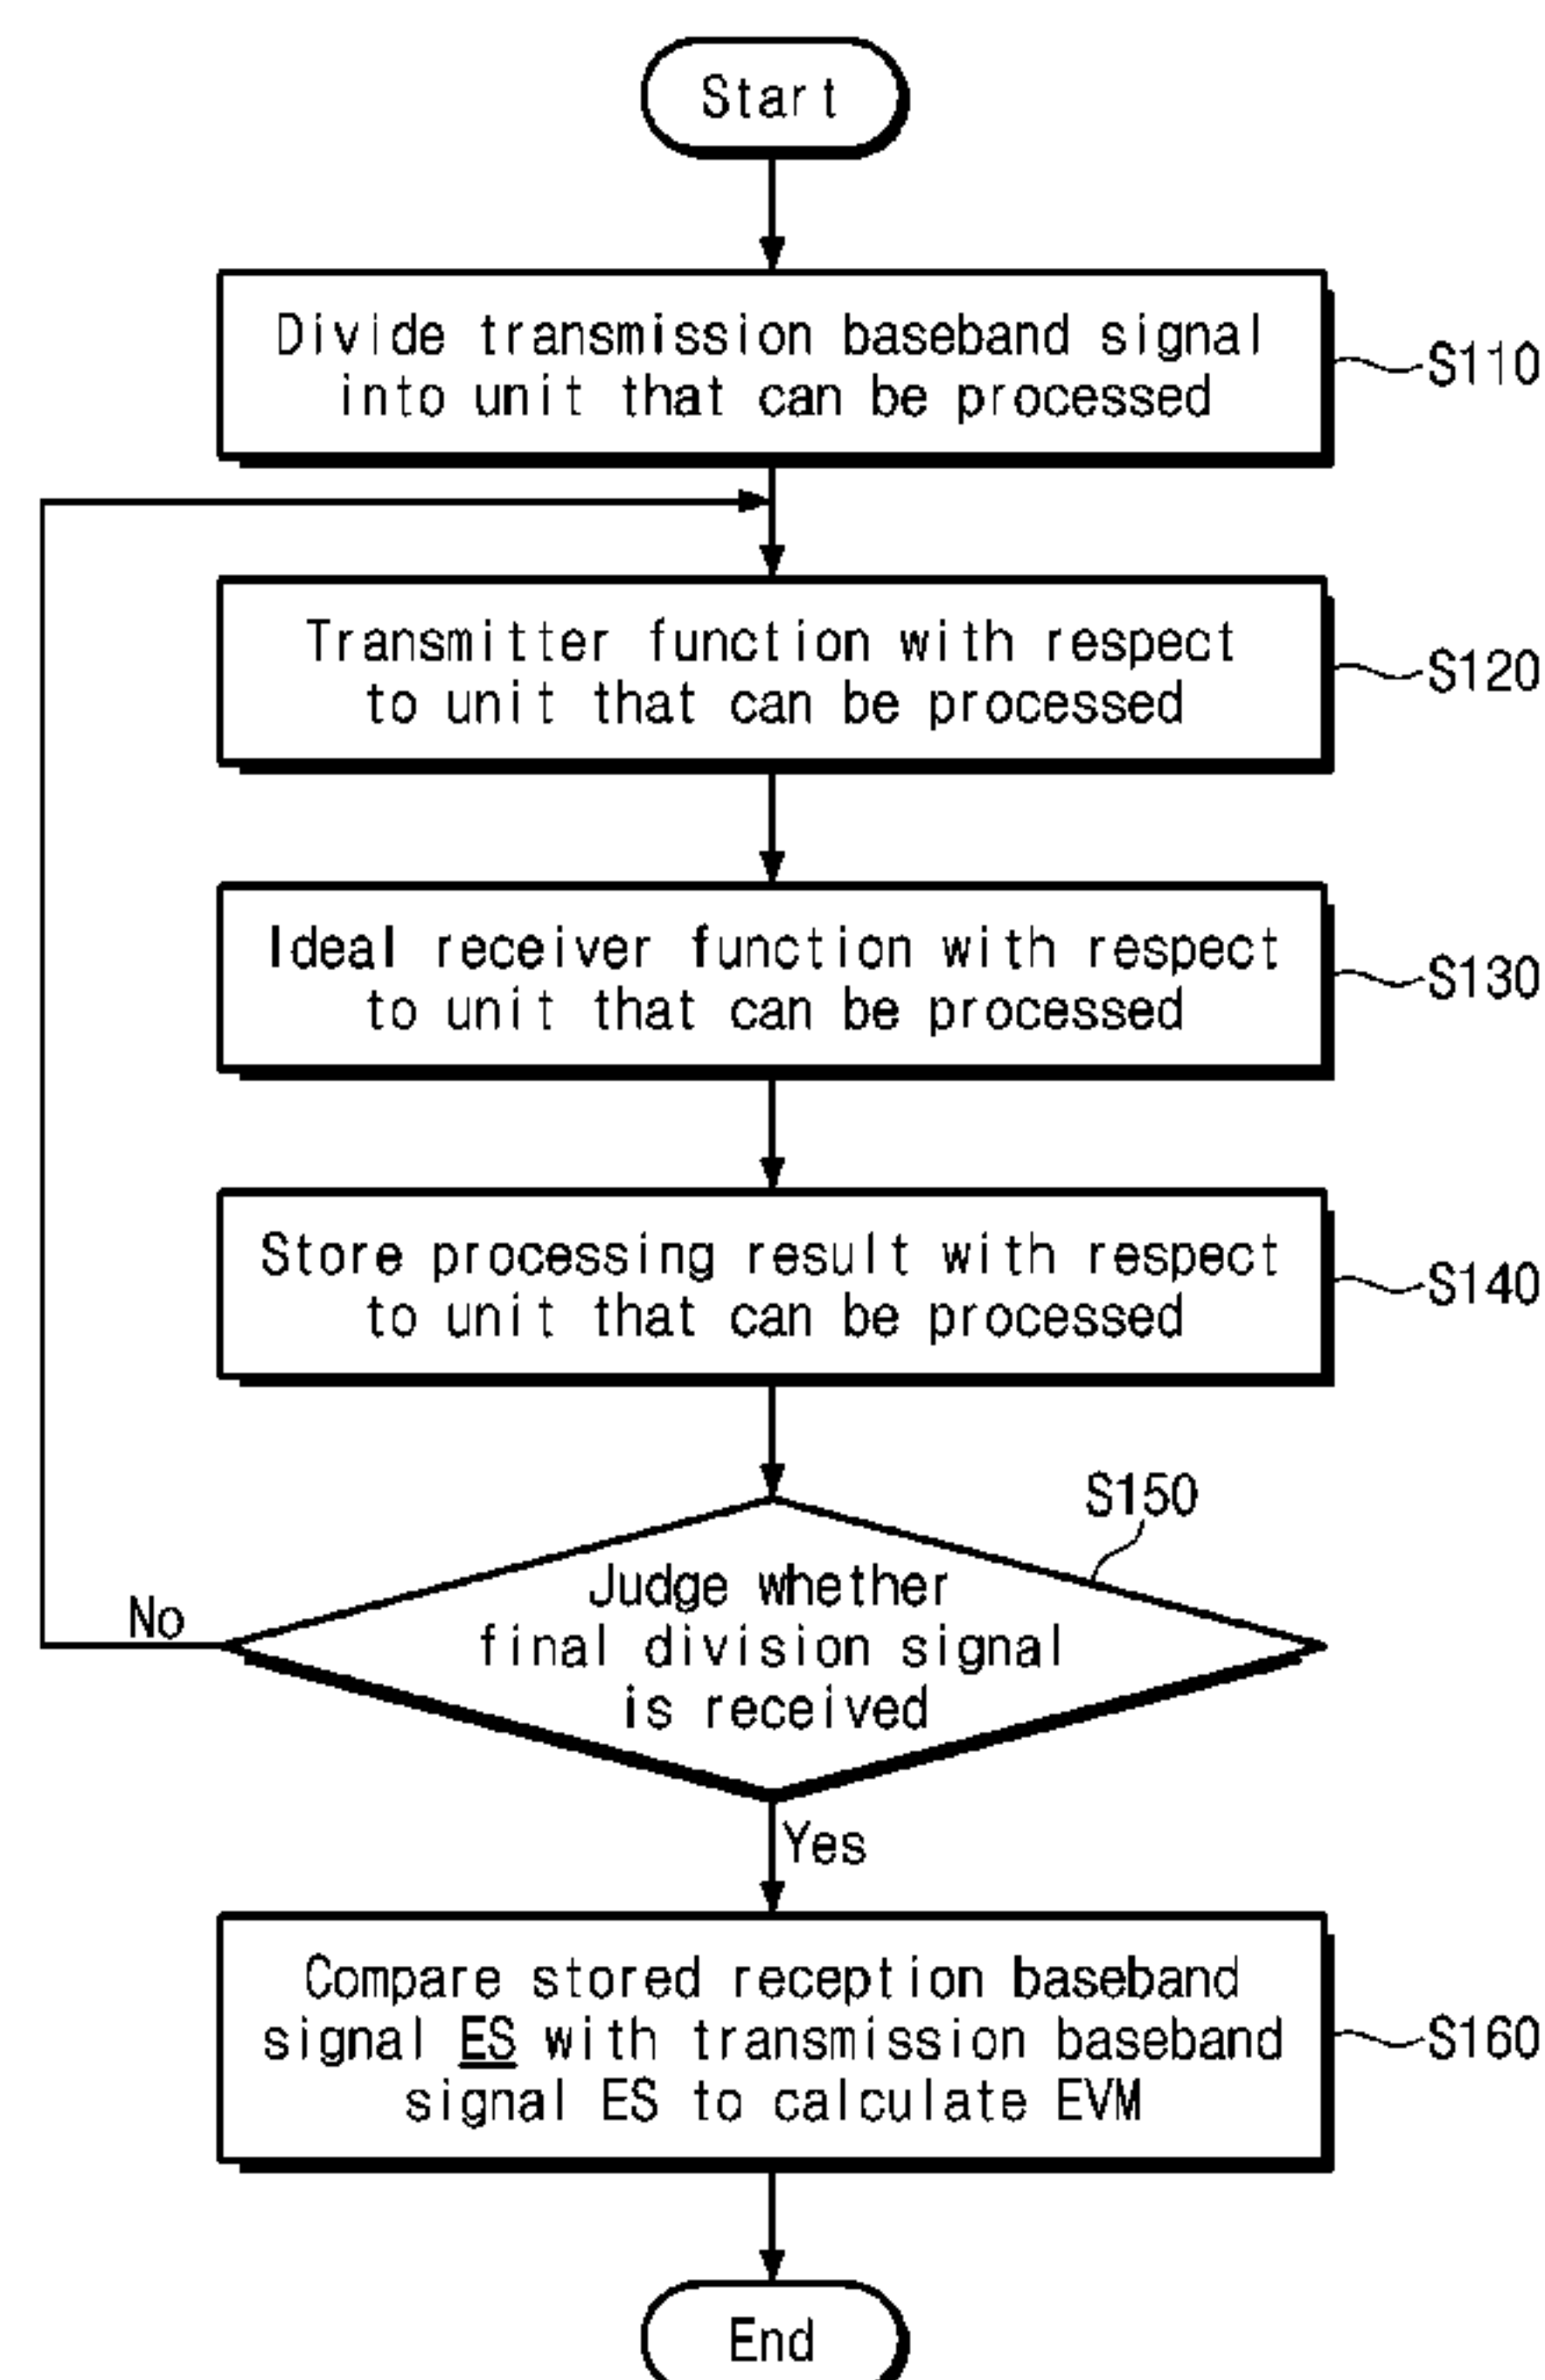 Start
Divide transmission baseband signal
into unit that can be processed
S110
Transmitter function with respect
to unit that can be processed
S120
Ideal receiver function with respect
to unit that can be processed
S130
Store processing result with respect
to unit that can be processed
S140
S150
Judge whether
final division signal
is received
No
Yes
Compare stored reception baseband
signal ES with transmission baseband
signal ES to calculate EVM
S160
End